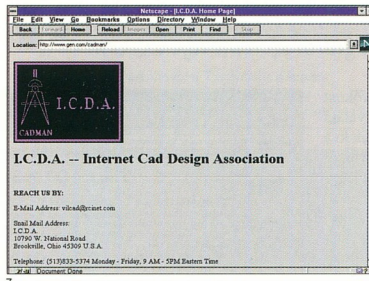 Netscape - [I.C.D.A. Home Page]
File Edit View Go Bookmarks Options Directory Window Help
Back Forward Home Reload Images Open Print Find Stop
Location: http://www.gen.com/cadman/
N
I.C.D.A.
CADMAN
I.C.D.A. -- Internet Cad Design Association
REACH US BY:
E-Mail Address: vilcad@rcinet.com
Snail Mail Address:
I.C.D.A.
10790 W. National Road
Brookville, Ohio 45309 U.S.A.
Telephone: (513)833-5374 Monday - Friday, 9 AM - 5PM Eastern Time
Document Done